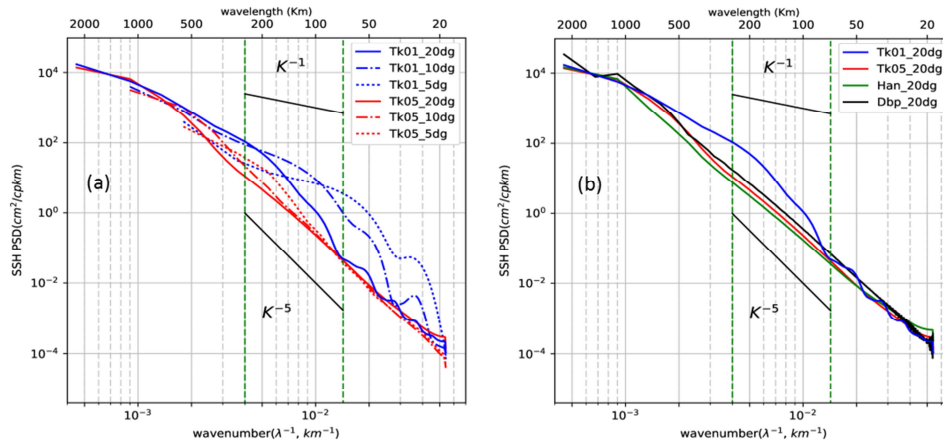 wavelength (Km)
2000 1000 500 200 100 50 20
SSH PSD(cm²/cpkm)
10⁴
10²
10⁰
10⁻²
10⁻⁴
K⁻¹
Tk01_20dg
Tk01_10dg
Tk01_5dg
Tk05_20dg
Tk05_10dg
Tk05_5dg
(a)
K⁻⁵
10⁻³ 10⁻²
wavenumber(λ⁻¹, km⁻¹)
wavelength (Km)
2000 1000 500 200 100 50 20
SSH PSD(cm²/cpkm)
10⁴
10²
10⁰
10⁻²
10⁻⁴
K⁻¹
Tk01_20dg
Tk05_20dg
Han_20dg
Dbp_20dg
(b)
K⁻⁵
10⁻³ 10⁻²
wavenumber(λ⁻¹, km⁻¹)